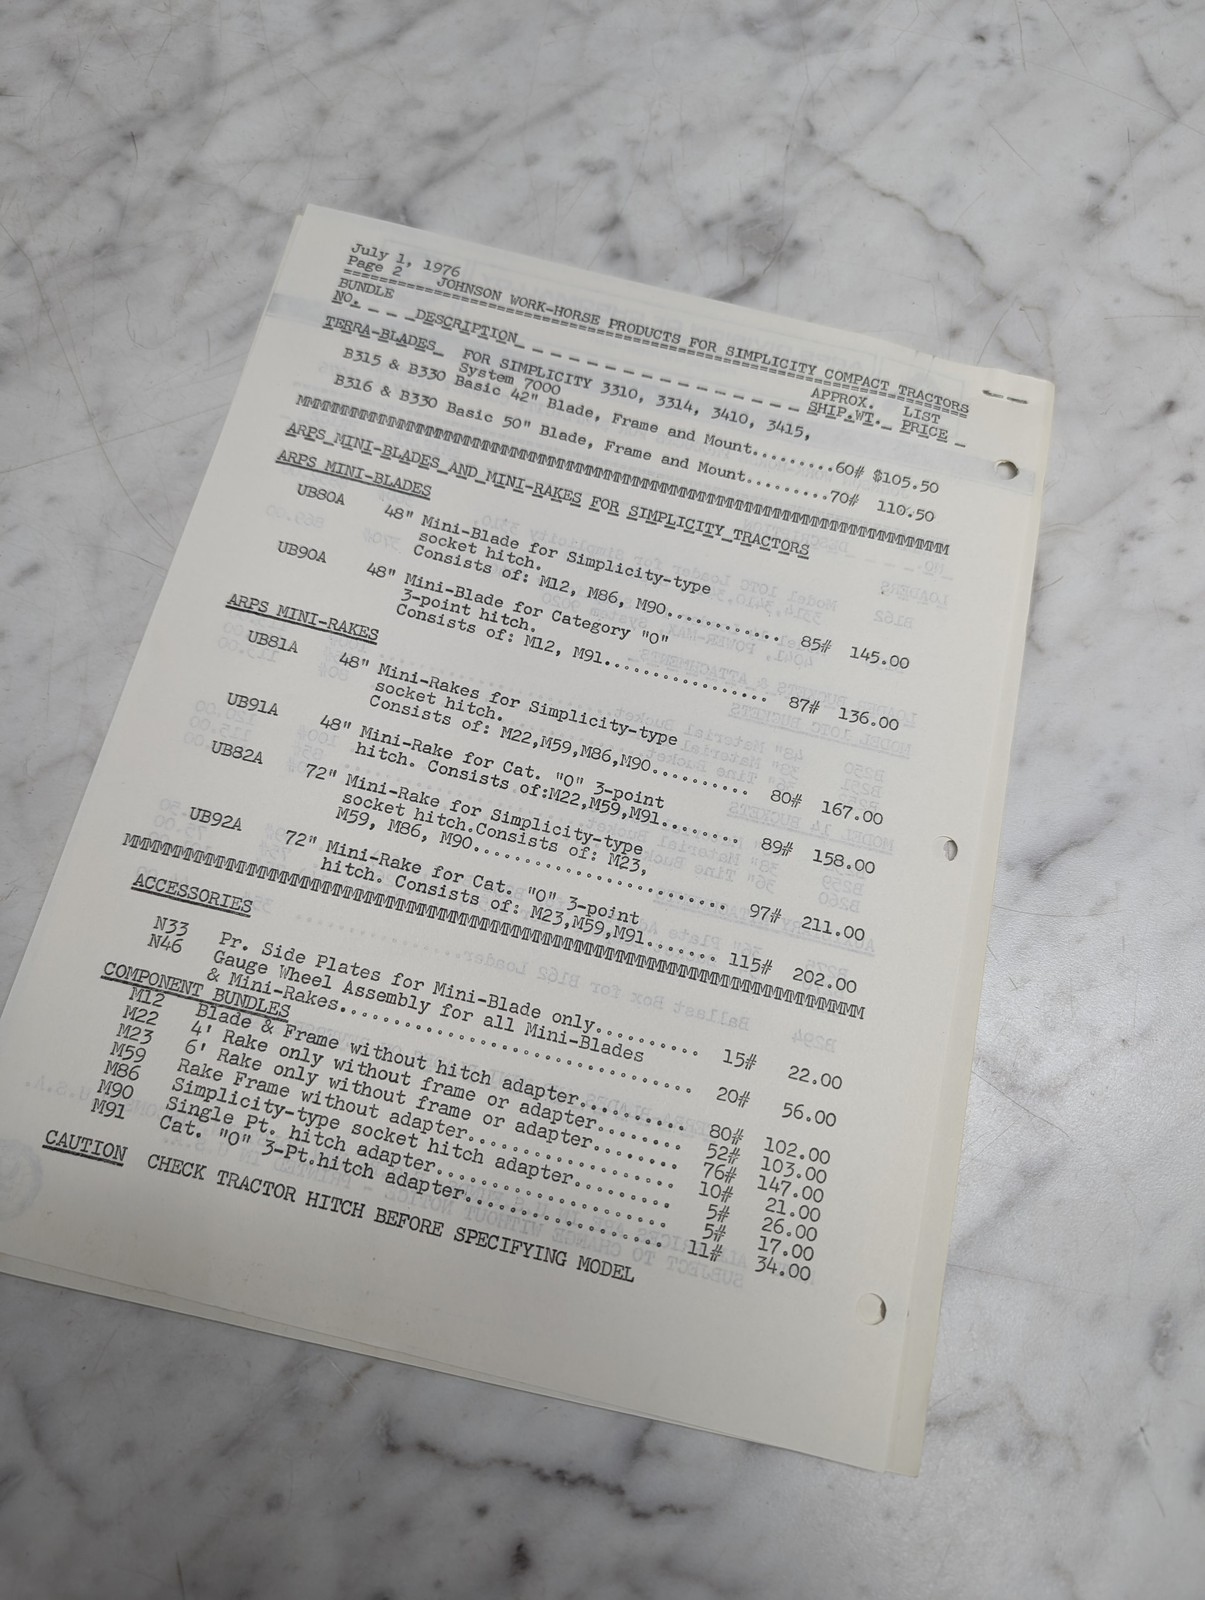 July 1, 1976
Page 2 JOHNSON WORK-HORSE PRODUCTS FOR SIMPLICITY COMPACT TRACTORS
BUNDLE APPROX. LIST
NO. DESCRIPTION SHIP.WT. PRICE
TERRA-BLADES FOR SIMPLICITY 3310, 3314, 3410, 3415,
System 7000
B315 & B330 Basic 42" Blade, Frame and Mount.........60# $105.50
B316 & B330 Basic 50" Blade, Frame and Mount.........70# 110.50
ARPS MINI-BLADES AND MINI-RAKES FOR SIMPLICITY TRACTORS
ARPS MINI-BLADES
UB80A 48" Mini-Blade for Simplicity-type
socket hitch.
Consists of: M12, M86, M90............ 85# 145.00
UB90A 48" Mini-Blade for Category "0"
3-point hitch.
Consists of: M12, M91................. 87# 136.00
ARPS MINI-RAKES
UB81A 48" Mini-Rakes for Simplicity-type
socket hitch.
Consists of: M22,M59,M86,M90.......... 80# 167.00
UB91A 48" Mini-Rake for Cat. "0" 3-point
hitch. Consists of:M22,M59,M91........ 89# 158.00
UB82A 72" Mini-Rake for Simplicity-type
socket hitch.Consists of: M23,
M59, M86, M90......................... 97# 211.00
UB92A 72" Mini-Rake for Cat. "0" 3-point
hitch. Consists of: M23,M59,M91....... 115# 202.00
ACCESSORIES
N33 Pr. Side Plates for Mini-Blade only........... 15# 22.00
N46 Gauge Wheel Assembly for all Mini-Blades
& Mini-Rakes.................................. 20# 56.00
COMPONENT BUNDLES
M12 Blade & Frame without hitch adapter........... 80# 102.00
M22 4' Rake only without frame or adapter........ 52# 103.00
M23 6' Rake only without frame or adapter........ 76# 147.00
M59 Rake Frame without adapter................... 10# 21.00
M86 Simplicity-type socket hitch adapter.......... 5# 26.00
M90 Single Pt. hitch adapter..................... 5# 17.00
M91 Cat. "0" 3-Pt.hitch adapter.................. 11# 34.00
CAUTION CHECK TRACTOR HITCH BEFORE SPECIFYING MODEL